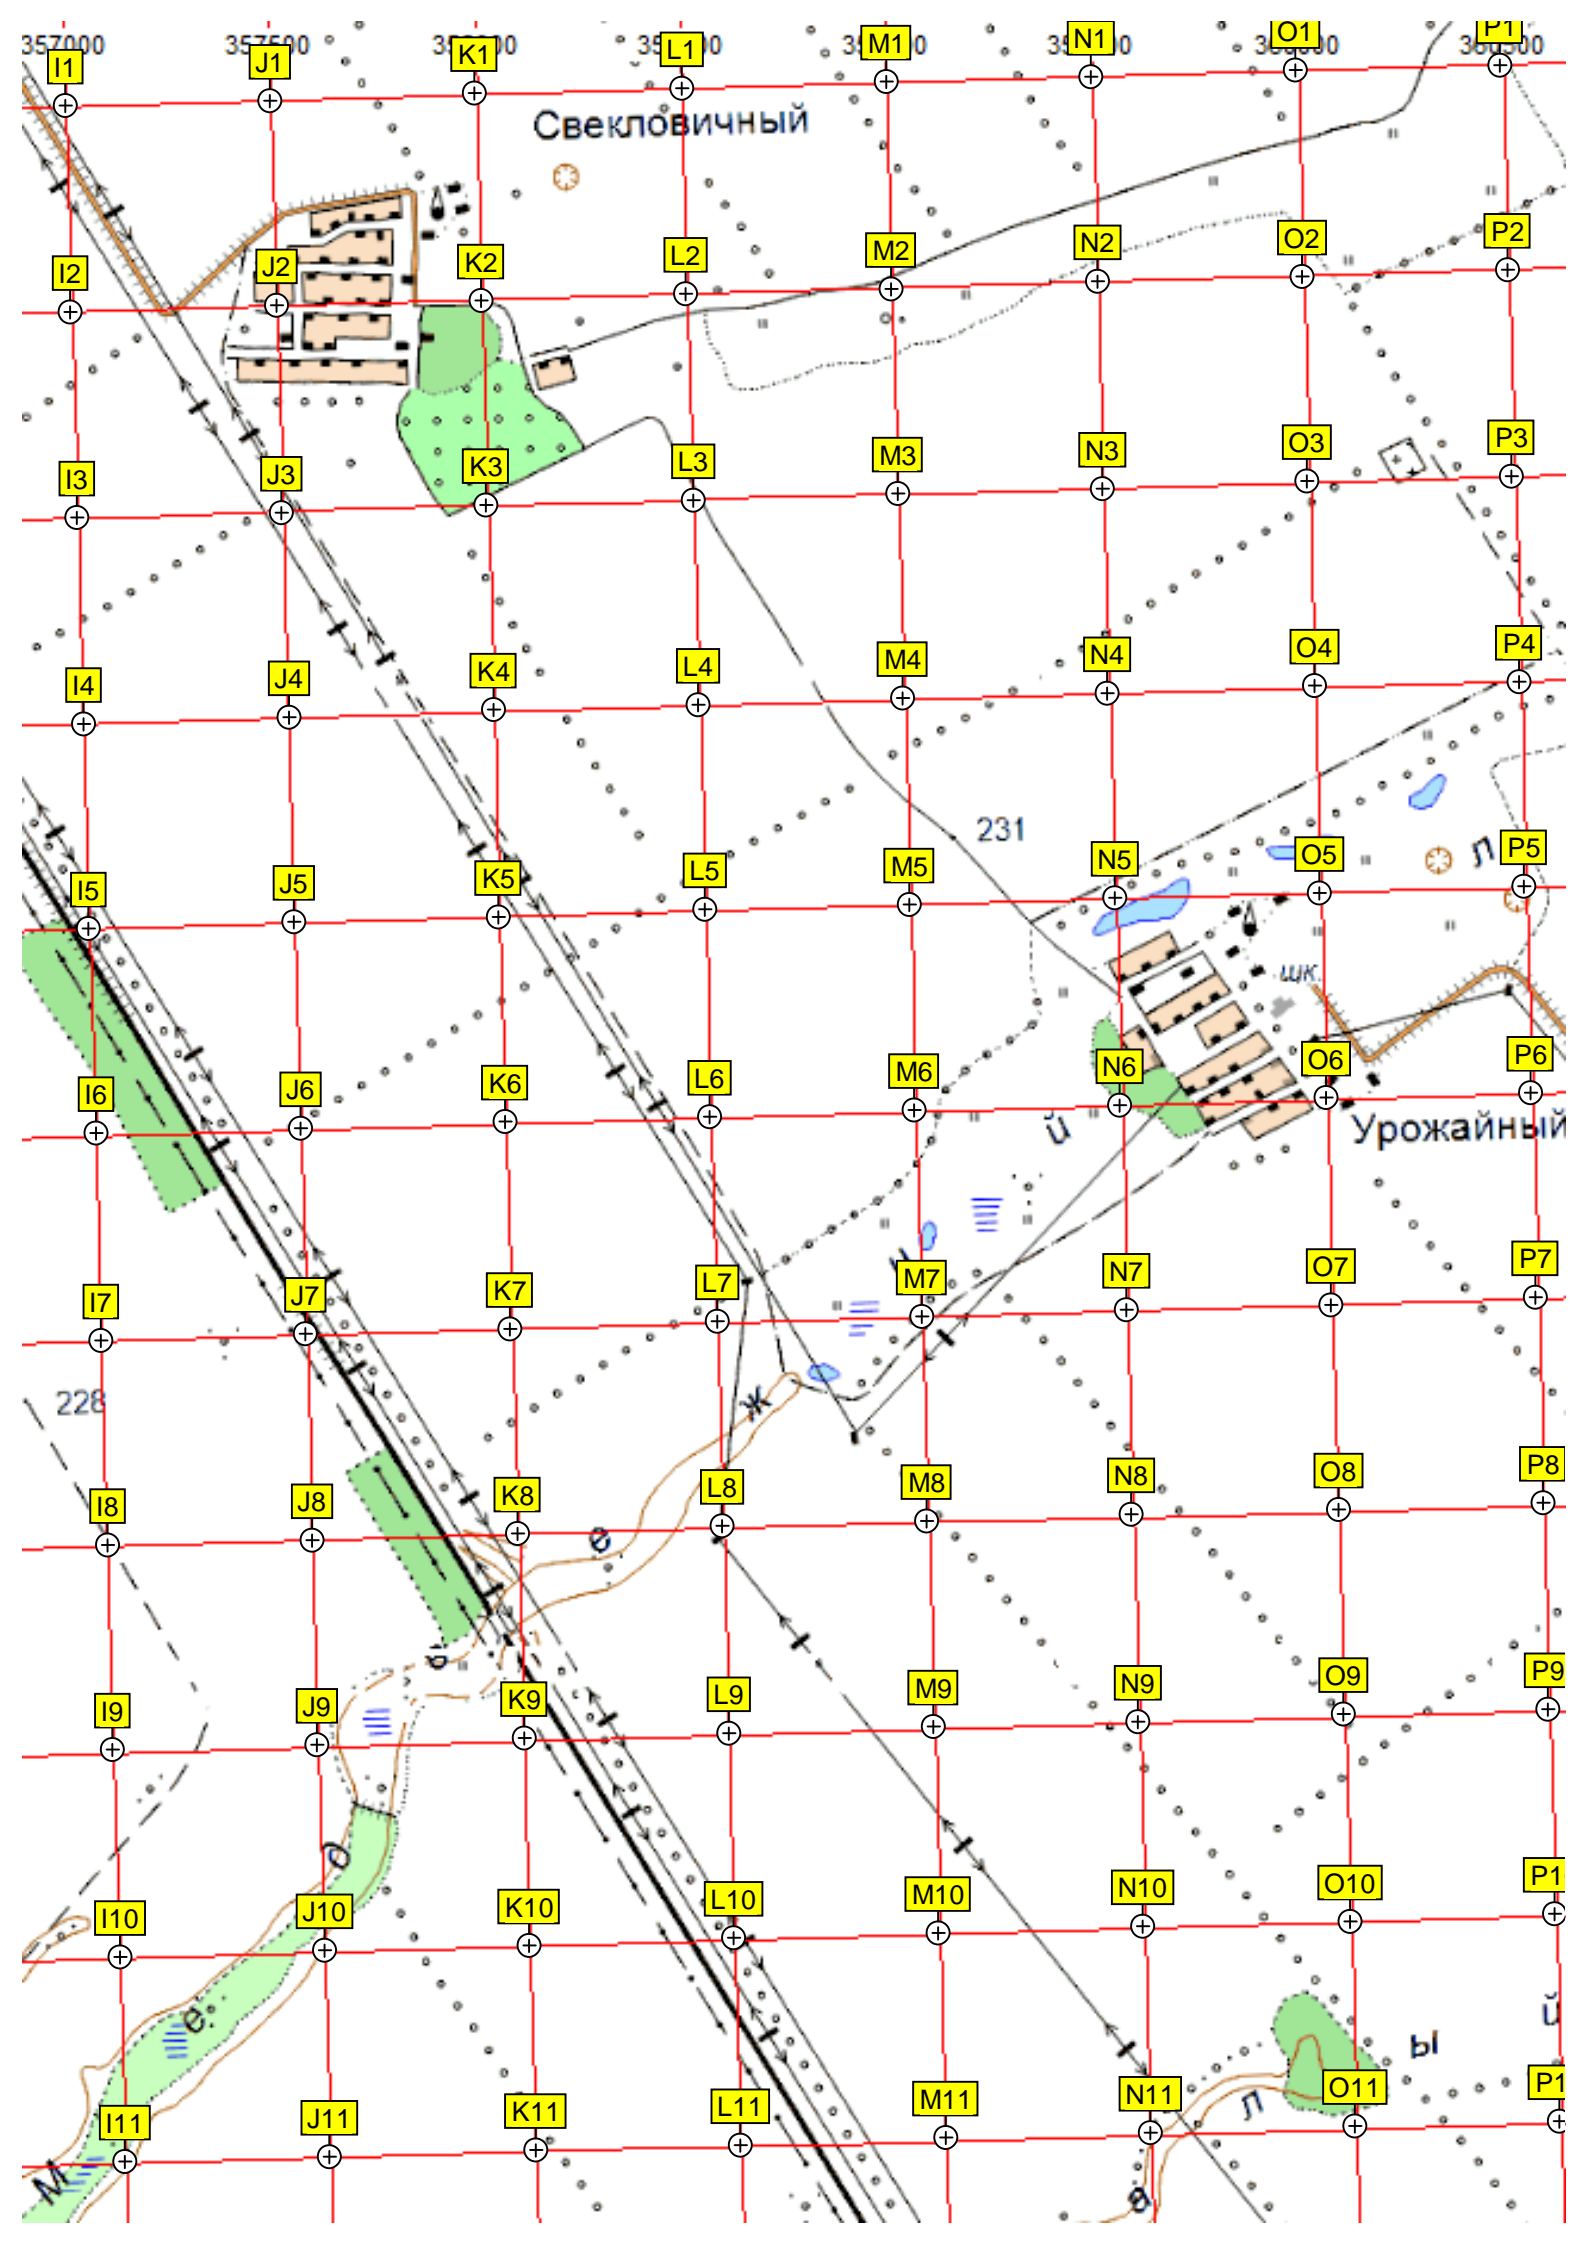 357000 357500
I1 J1 K1 L1 M1 N1 O1 P1
Свекловичный
I2 J2 K2 L2 M2 N2 O2 P2
I3 J3 K3 L3 M3 N3 O3 P3
I4 J4 K4 L4 M4 N4 O4 P4
231
л
I5 J5 K5 L5 M5 N5 O5 P5
шк.
I6 J6 K6 L6 M6 N6 O6 P6
й
Урожайный
I7 J7 K7 L7 M7 N7 O7 P7
228
ж
I8 J8 K8 L8 M8 N8 O8 P8
е
I9 J9 K9 L9 M9 N9 O9 P9
д
I10 J10 K10 L10 M10 N10 O10 P1
е
ы й
I11 J11 K11 L11 M11 N11 O11 P1
л
М
в